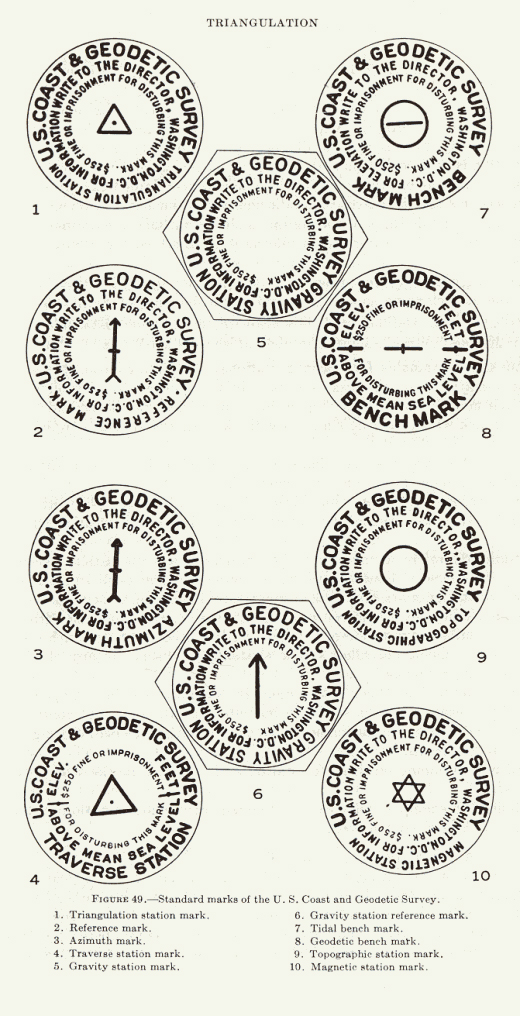 TRIANGULATION
U.S. COAST & GEODETIC SURVEY TRIANGULATION STATION
FOR INFORMATION WRITE TO THE DIRECTOR, WASHINGTON, D.C.
$250 FINE OR IMPRISONMENT FOR DISTURBING THIS MARK.
1
U.S. COAST & GEODETIC SURVEY BENCH MARK
FOR ELEVATION WRITE TO THE DIRECTOR, WASHINGTON, D.C.
$250 FINE OR IMPRISONMENT FOR DISTURBING THIS MARK.
7
U.S. COAST & GEODETIC SURVEY GRAVITY STATION
FOR INFORMATION WRITE TO THE DIRECTOR, WASHINGTON, D.C.
$250 FINE OR IMPRISONMENT FOR DISTURBING THIS MARK
5
U.S. COAST & GEODETIC SURVEY REFERENCE MARK
FOR INFORMATION WRITE TO THE DIRECTOR, WASHINGTON, D.C.
$250 FINE OR IMPRISONMENT FOR DISTURBING THIS MARK.
2
U.S. COAST & GEODETIC SURVEY
ELEV. FEET
$250 FINE OR IMPRISONMENT
FOR DISTURBING THIS MARK
ABOVE MEAN SEA LEVEL
BENCH MARK
8
U.S. COAST & GEODETIC SURVEY AZIMUTH MARK
FOR INFORMATION WRITE TO THE DIRECTOR, WASHINGTON, D.C.
$250 FINE OR IMPRISONMENT FOR DISTURBING THIS MARK.
3
U.S. COAST & GEODETIC SURVEY TOPOGRAPHIC STATION
FOR INFORMATION WRITE TO THE DIRECTOR, WASHINGTON, D.C.
$250 FINE OR IMPRISONMENT FOR DISTURBING THIS MARK.
9
U.S. COAST & GEODETIC SURVEY GRAVITY STATION
FOR INFORMATION WRITE TO THE DIRECTOR, WASHINGTON, D.C.
$250 FINE OR IMPRISONMENT FOR DISTURBING THIS MARK
6
U.S. COAST & GEODETIC SURVEY
ELEV. FEET
$250 FINE OR IMPRISONMENT
FOR DISTURBING THIS MARK
ABOVE MEAN SEA LEVEL
TRAVERSE STATION
4
U.S. COAST & GEODETIC SURVEY MAGNETIC STATION
FOR INFORMATION WRITE TO THE DIRECTOR, WASHINGTON, D.C.
$250 FINE OR IMPRISONMENT FOR DISTURBING THIS MARK.
10
FIGURE 49.—Standard marks of the U. S. Coast and Geodetic Survey.
1. Triangulation station mark.
2. Reference mark.
3. Azimuth mark.
4. Traverse station mark.
5. Gravity station mark.
6. Gravity station reference mark.
7. Tidal bench mark.
8. Geodetic bench mark.
9. Topographic station mark.
10. Magnetic station mark.